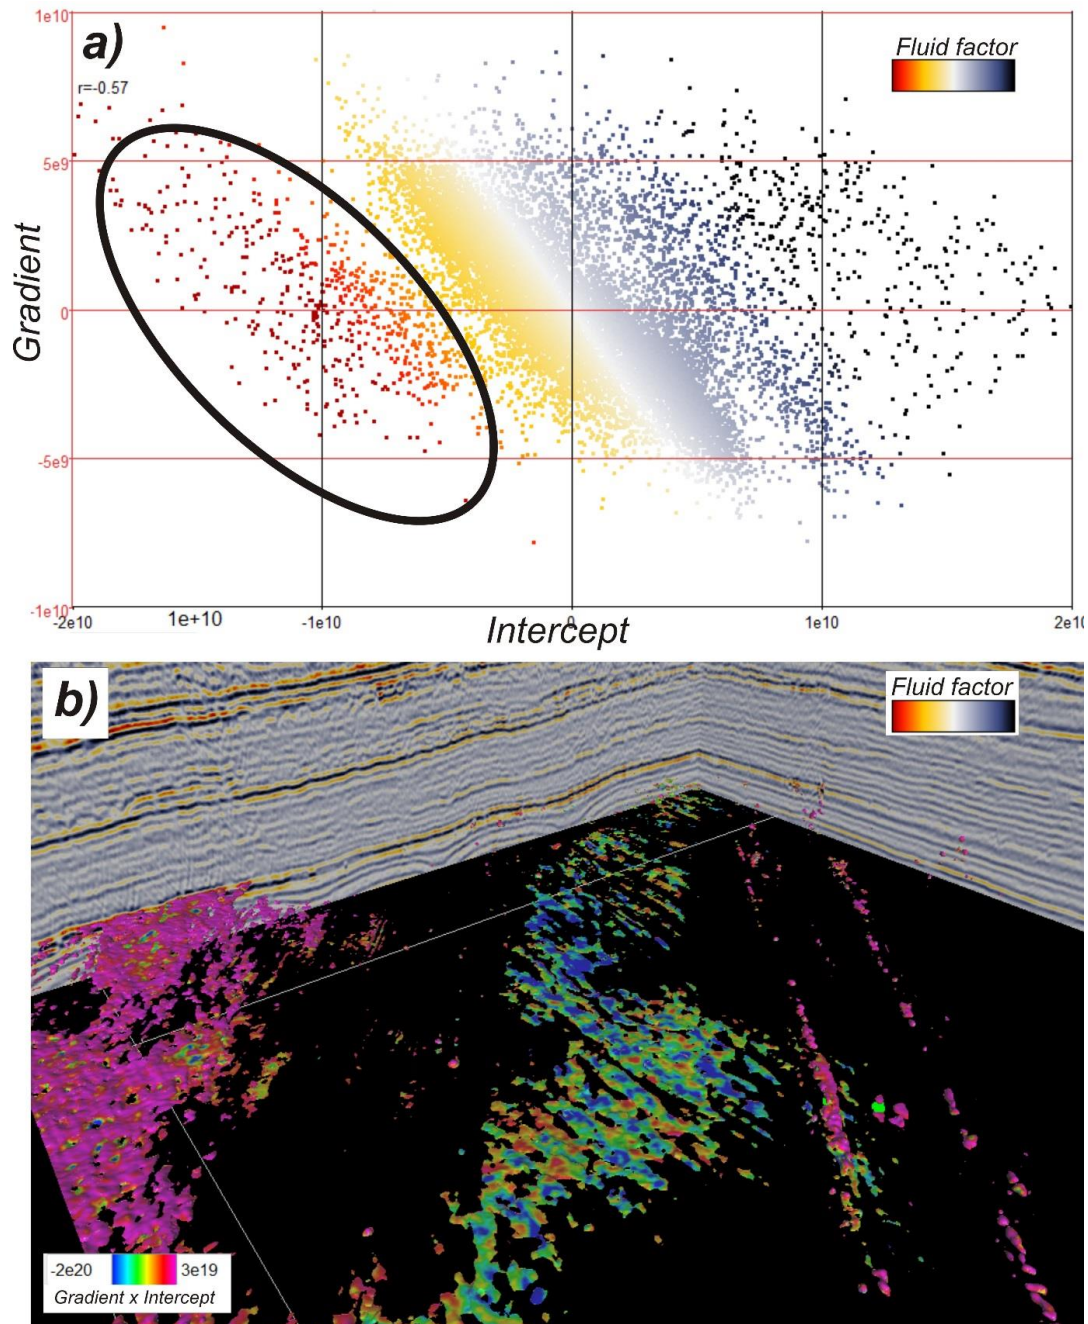 1e10
a)
Fluid factor
r=-0.57
5e9
Gradient
0
-5e9
-1e10
-2e10
1e+10
-1e10
0
Intercept
1e10
2e10
b)
Fluid factor
-2e20
3e19
Gradient x Intercept